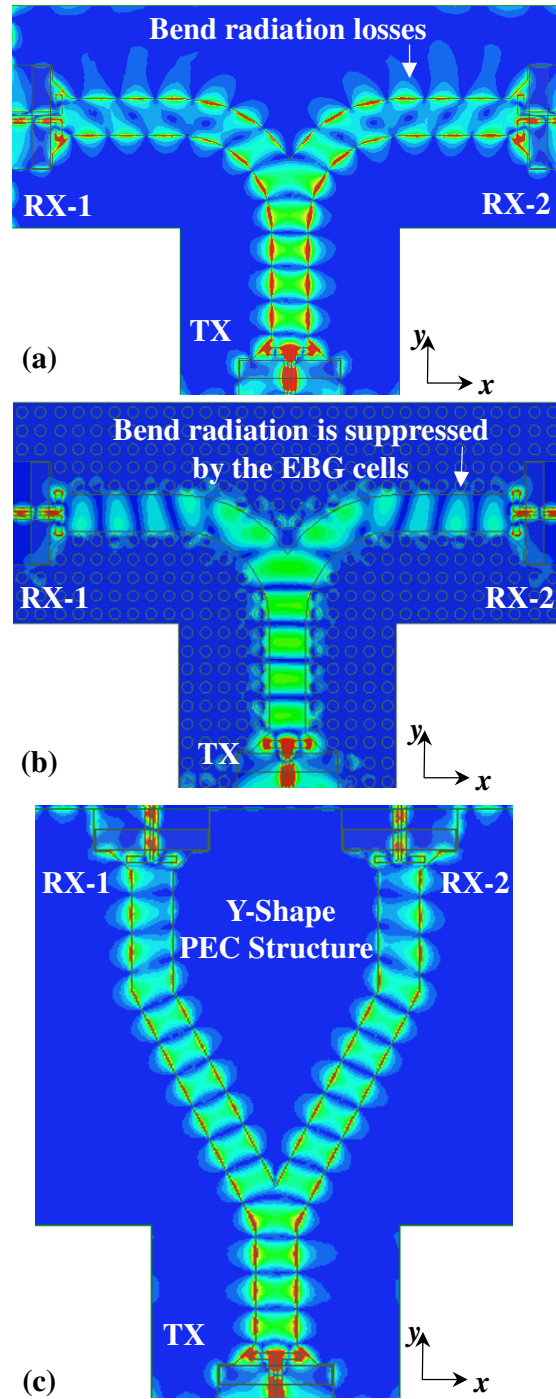 Bend radiation losses
RX-1
RX-2
TX
(a)
y
x
Bend radiation is suppressed
by the EBG cells
RX-1
RX-2
TX
(b)
y
x
RX-1
RX-2
Y-Shape
PEC Structure
TX
(c)
y
x